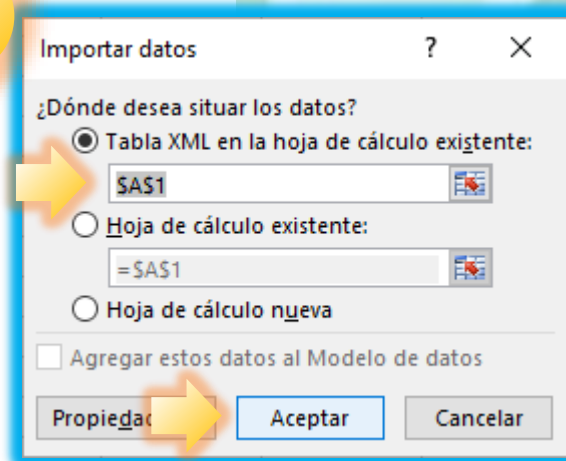 Importar datos ? ×
¿Dónde desea situar los datos?
Tabla XML en la hoja de cálculo existente:
$A$1
Hoja de cálculo existente:
=$A$1
Hoja de cálculo nueva
Agregar estos datos al Modelo de datos
Aceptar Cancelar